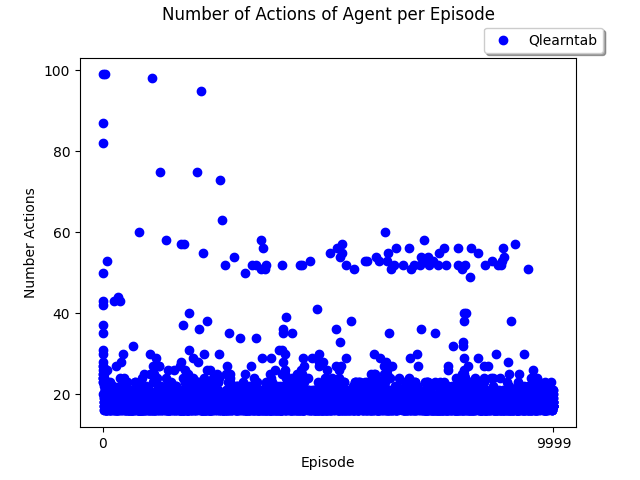 Number of Actions of Agent per Episode
Qlearntab
100
80
60
40
20
Number Actions
0
9999
Episode